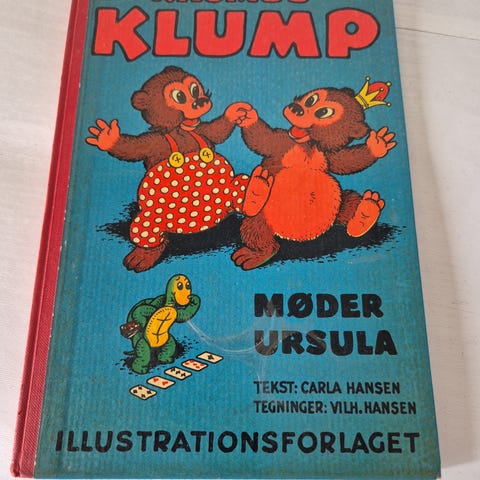 KLUMP
MØDER
URSULA
TEKST: CARLA HANSEN
TEGNINGER: VILH. HANSEN
ILLUSTRATIONSFORLAGET